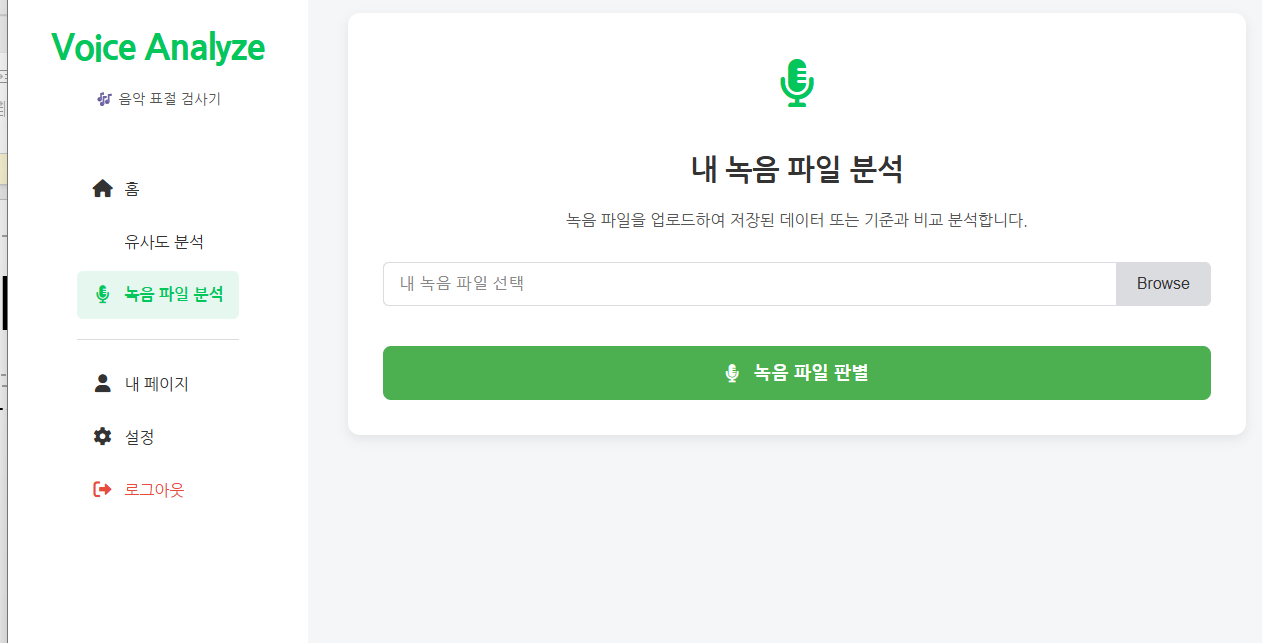 Voice Analyze
음악 표절 검사기
홈
유사도 분석
녹음 파일 분석
내 페이지
설정
로그아웃
내 녹음 파일 분석
녹음 파일을 업로드하여 저장된 데이터 또는 기준과 비교 분석합니다.
내 녹음 파일 선택
Browse
녹음 파일 판별